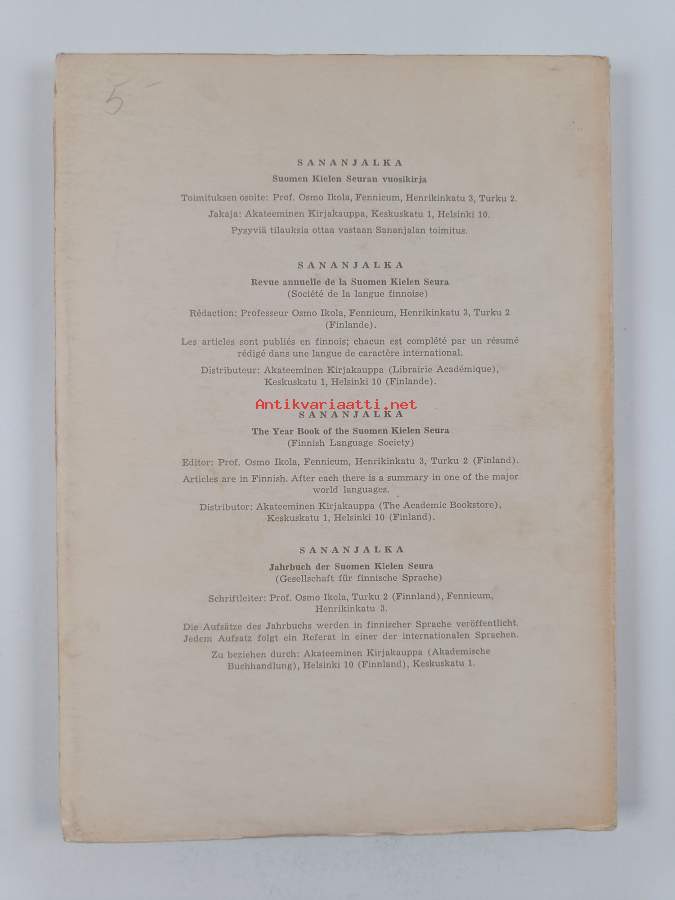 5 –
SANANJALKA
Suomen Kielen Seuran vuosikirja
Toimituksen osoite: Prof. Osmo Ikola, Fennicum, Henrikinkatu 3, Turku 2.
Jakaja: Akateeminen Kirjakauppa, Keskuskatu 1, Helsinki 10.
Pysyviä tilauksia ottaa vastaan Sananjalan toimitus.
SANANJALKA
Revue annuelle de la Suomen Kielen Seura
(Société de la langue finnoise)
Rédaction: Professeur Osmo Ikola, Fennicum, Henrikinkatu 3, Turku 2
(Finlande).
Les articles sont publiés en finnois; chacun est complété par un résumé
rédigé dans une langue de caractère international.
Distributeur: Akateeminen Kirjakauppa (Librairie Académique),
Keskuskatu 1, Helsinki 10 (Finlande).
Antikvariaatti.net
SANANJALKA
The Year Book of the Suomen Kielen Seura
(Finnish Language Society)
Editor: Prof. Osmo Ikola, Fennicum, Henrikinkatu 3, Turku 2 (Finland).
Articles are in Finnish. After each there is a summary in one of the major
world languages.
Distributor: Akateeminen Kirjakauppa (The Academic Bookstore),
Keskuskatu 1, Helsinki 10 (Finland).
SANANJALKA
Jahrbuch der Suomen Kielen Seura
(Gesellschaft für finnische Sprache)
Schriftleiter: Prof. Osmo Ikola, Turku 2 (Finnland), Fennicum,
Henrikinkatu 3.
Die Aufsätze des Jahrbuchs werden in finnischer Sprache veröffentlicht.
Jedem Aufsatz folgt ein Referat in einer der internationalen Sprachen.
Zu beziehen durch: Akateeminen Kirjakauppa (Akademische
Buchhandlung), Helsinki 10 (Finnland), Keskuskatu 1.